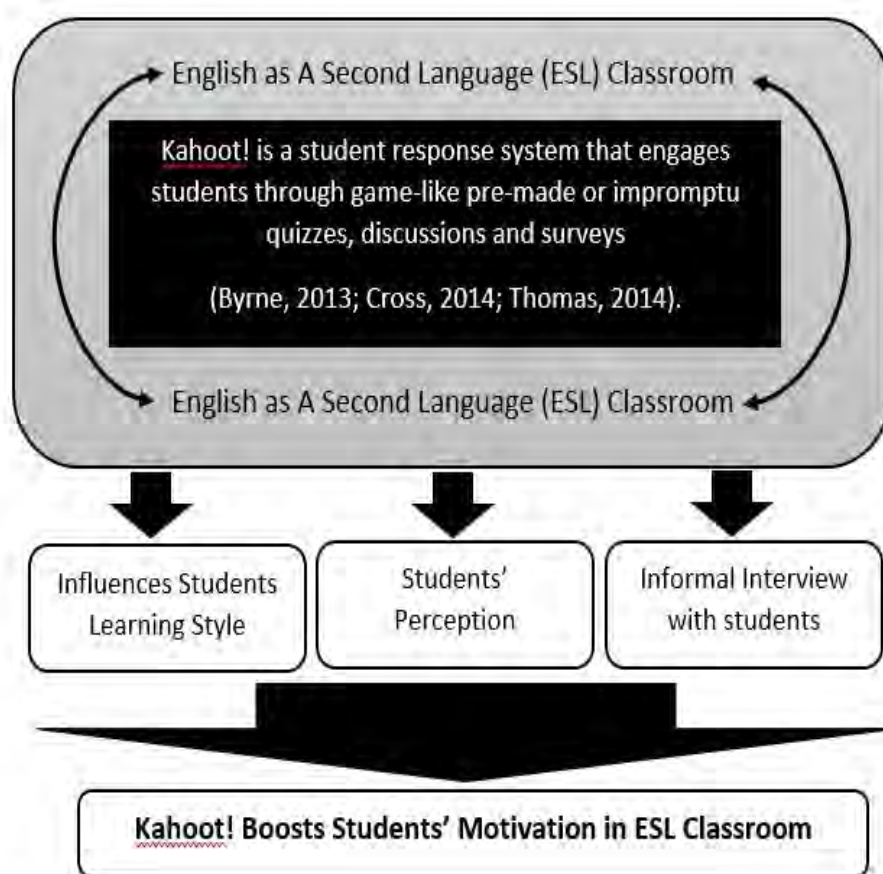 English as A Second Language (ESL) Classroom
Kahoot! is a student response system that engages
students through game-like pre-made or impromptu
quizzes, discussions and surveys
(Byrne, 2013; Cross, 2014; Thomas, 2014).
English as A Second Language (ESL) Classroom
Influences Students
Learning Style
Students’
Perception
Informal Interview
with students
Kahoot! Boosts Students’ Motivation in ESL Classroom